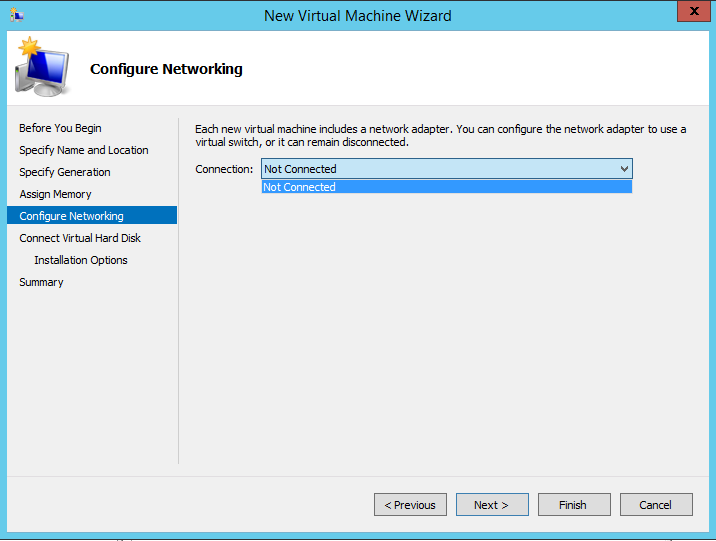 New Virtual Machine Wizard
x
Configure Networking
Before You Begin
Specify Name and Location
Specify Generation
Assign Memory
Configure Networking
Connect Virtual Hard Disk
Installation Options
Summary
Each new virtual machine includes a network adapter. You can configure the network adapter to use a
virtual switch, or it can remain disconnected.
Connection: Not Connected
Not Connected
< Previous Next > Finish Cancel